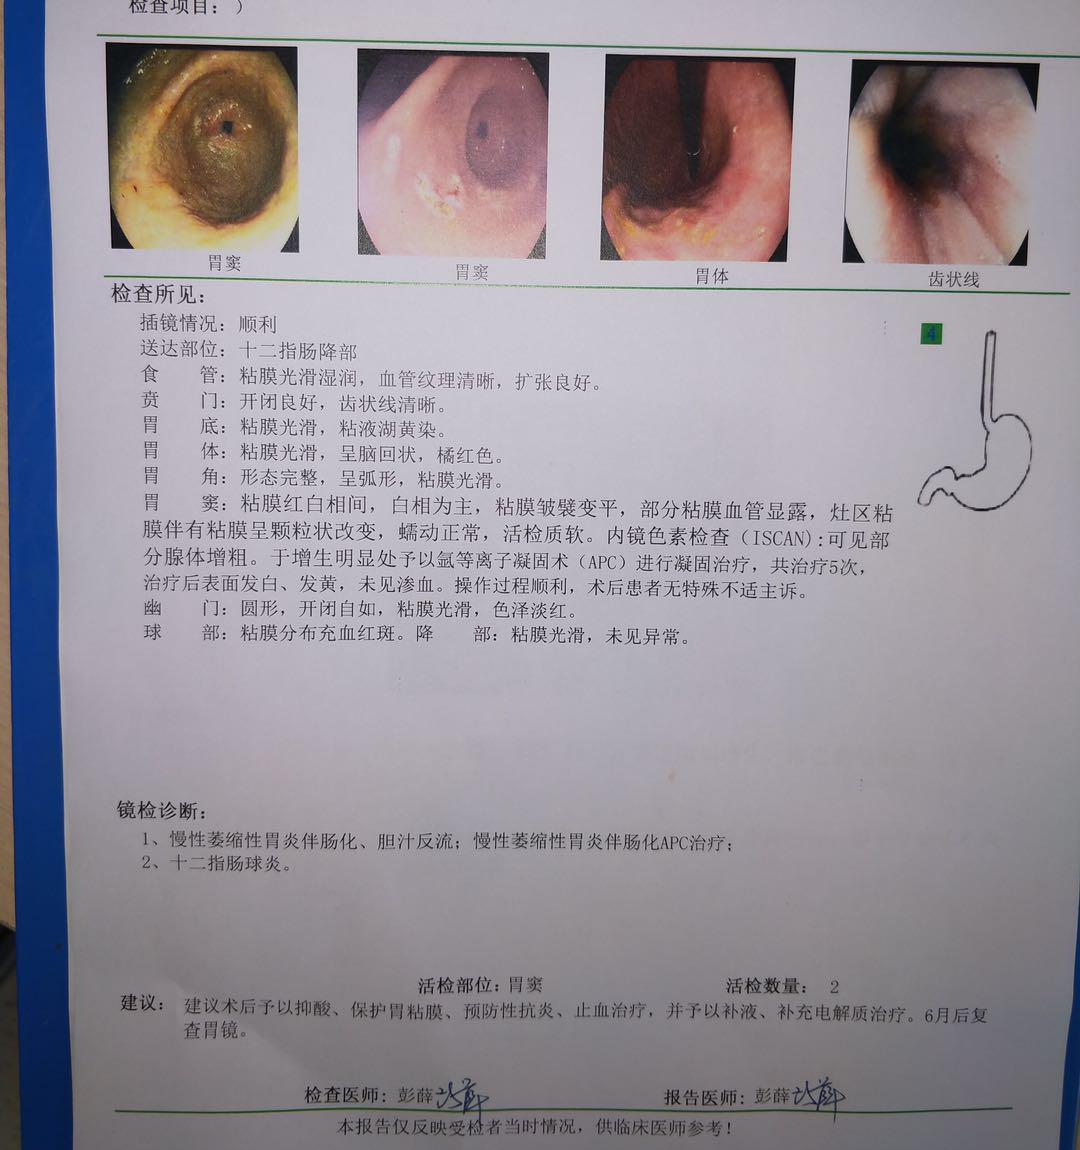 检查项目：）
胃窦
胃窦
胃体
齿状线
检查所见：
插镜情况：顺利
送达部位：十二指肠降部
食管：粘膜光滑湿润，血管纹理清晰，扩张良好。
贲门：开闭良好，齿状线清晰。
胃底：粘膜光滑，粘液湖黄染。
胃体：粘膜光滑，呈脑回状，橘红色。
胃角：形态完整，呈弧形，粘膜光滑。
胃窦：粘膜红白相间，白相为主，粘膜皱襞变平，部分粘膜血管显露，灶区粘
膜伴有粘膜呈颗粒状改变，蠕动正常，活检质软。内镜色素检查（ISCAN）:可见部
分腺体增粗。于增生明显处予以氩等离子凝固术（APC）进行凝固治疗，共治疗5次，
治疗后表面发白、发黄，未见渗血。操作过程顺利，术后患者无特殊不适主诉。
幽门：圆形，开闭自如，粘膜光滑，色泽淡红。
球部：粘膜分布充血红斑。降部：粘膜光滑，未见异常。
4
镜检诊断：
1、慢性萎缩性胃炎伴肠化、胆汁反流；慢性萎缩性胃炎伴肠化APC治疗；
2、十二指肠球炎。
活检部位：胃窦 活检数量：2
建议：建议术后予以抑酸、保护胃粘膜、预防性抗炎、止血治疗，并予以补液、补充电解质治疗。6月后复
查胃镜。
检查医师：彭薛 报告医师：彭薛
本报告仅反映受检者当时情况，供临床医师参考！